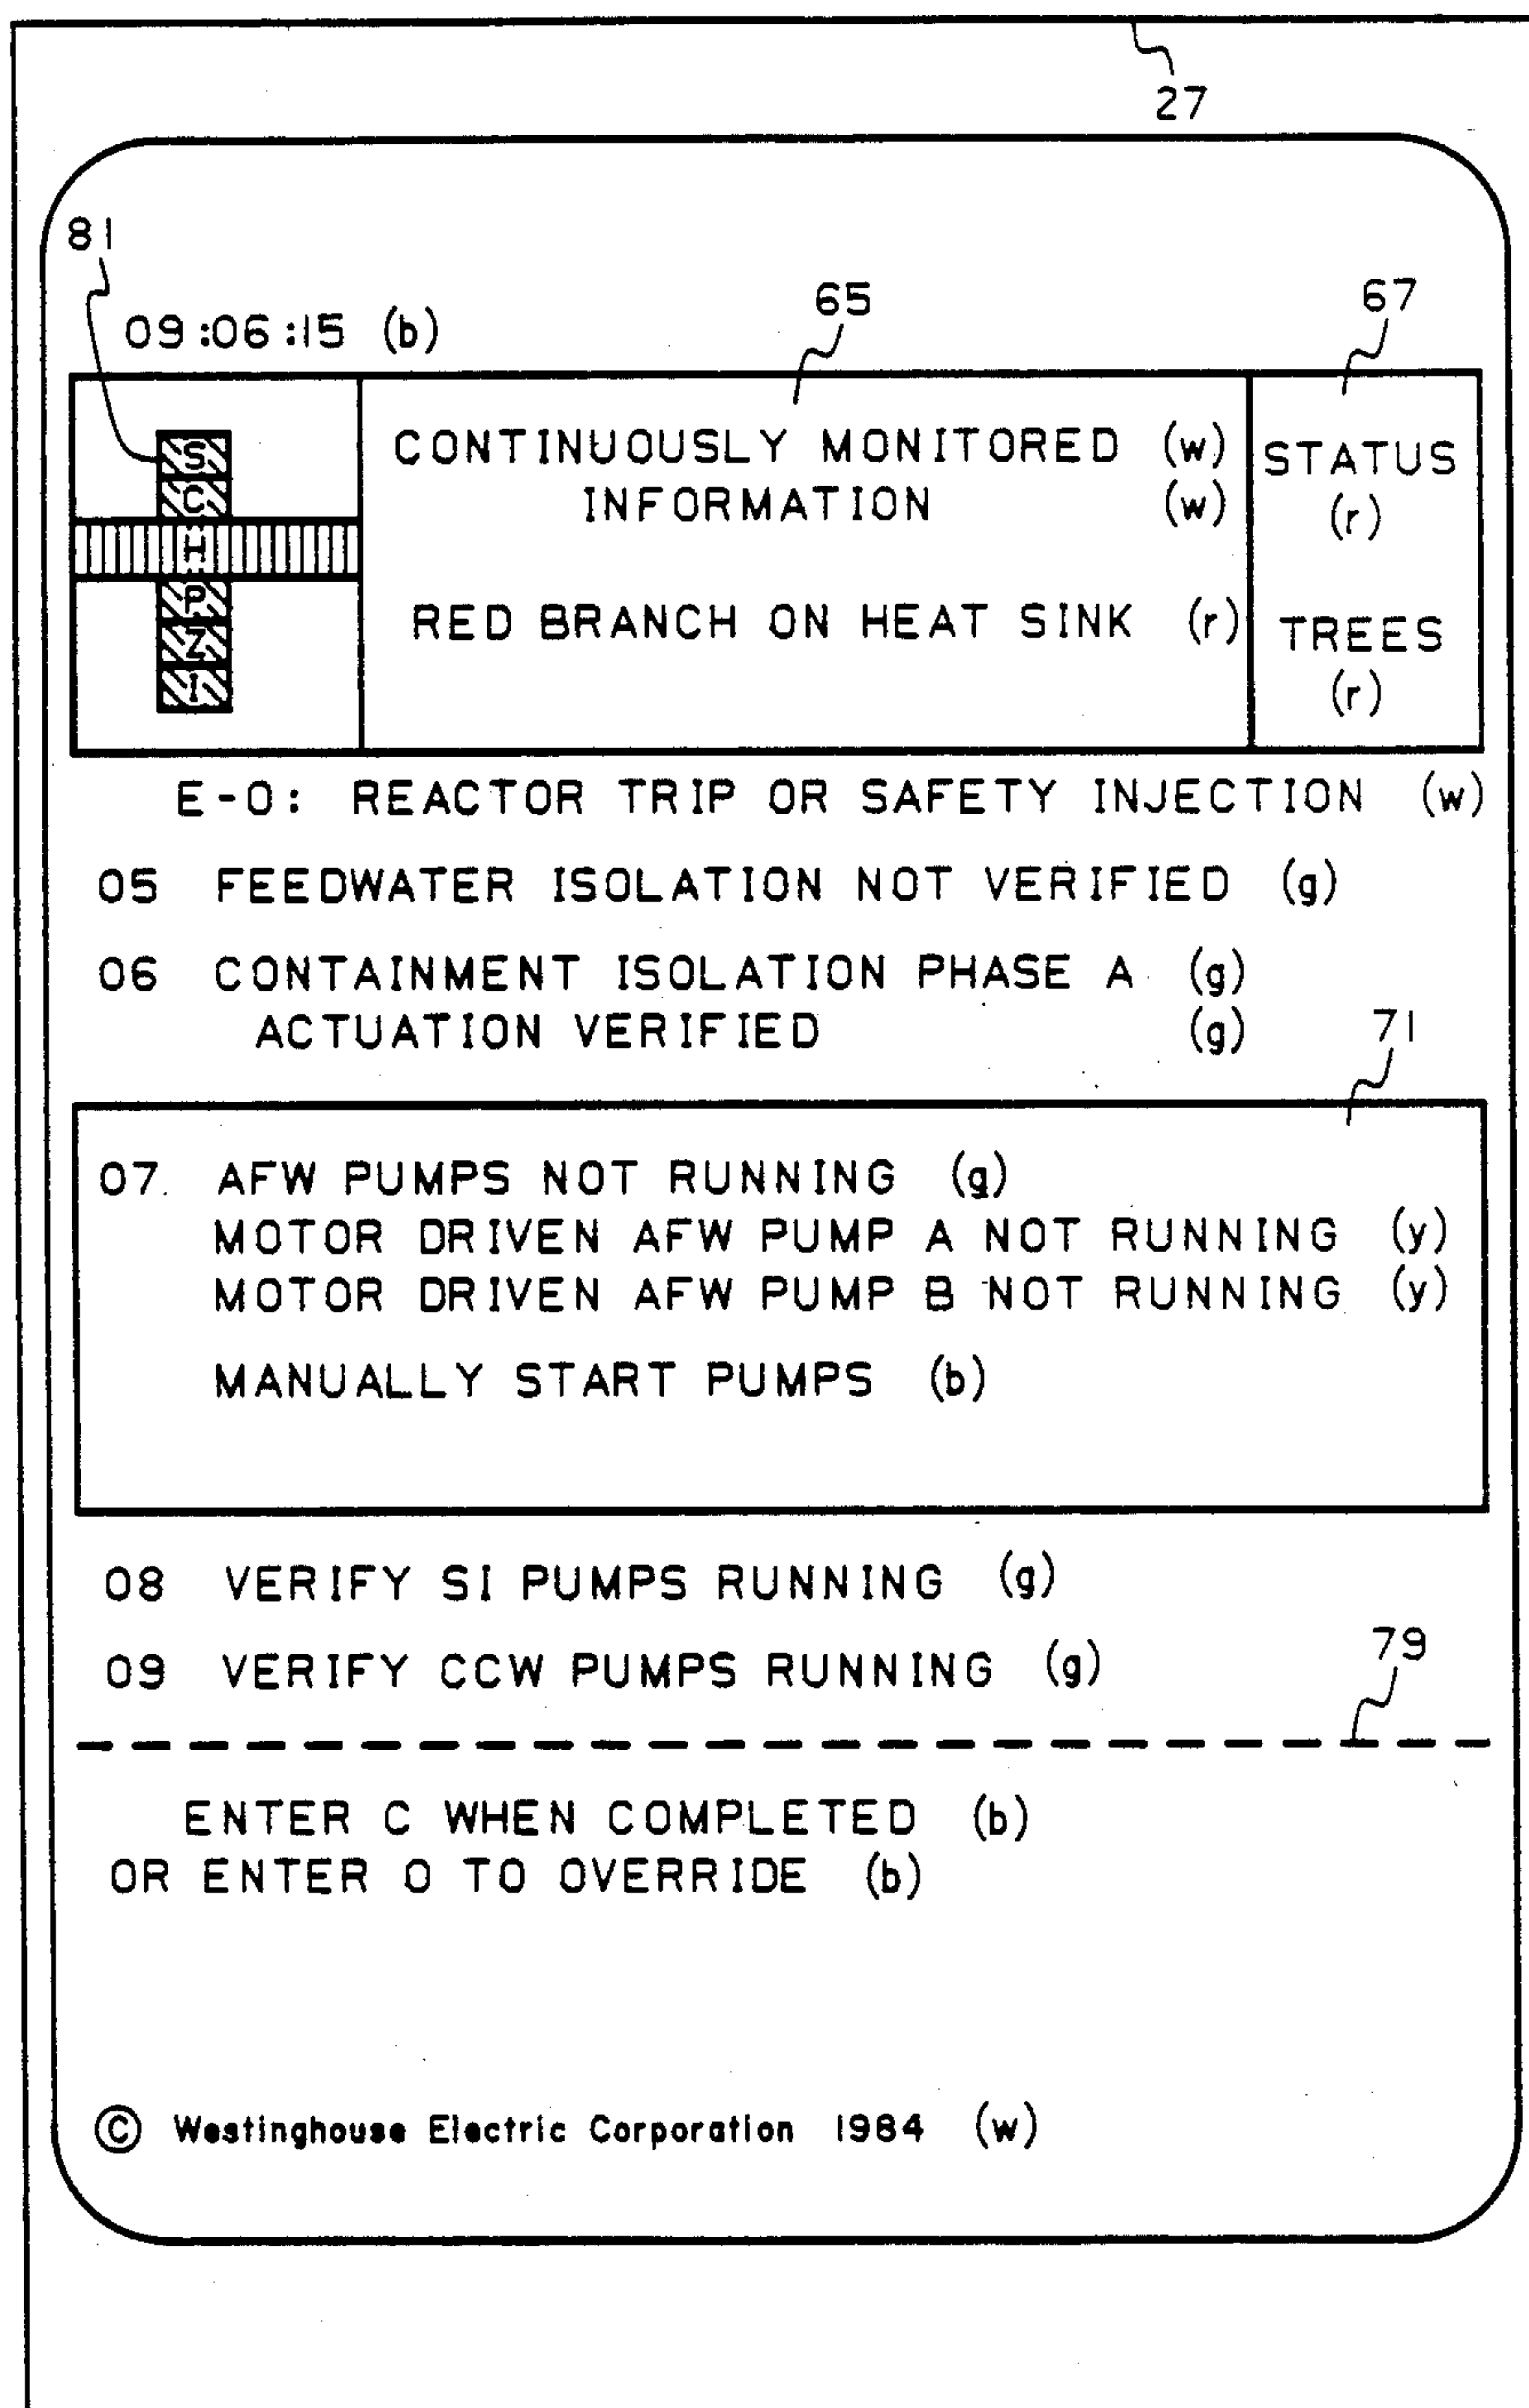 27
81
65
67
09:06:15 (b)
S
C
H
P
Z
I
CONTINUOUSLY MONITORED (w)
INFORMATION (w)
RED BRANCH ON HEAT SINK (r)
STATUS
(r)
TREES
(r)
E-O: REACTOR TRIP OR SAFETY INJECTION (w)
05 FEEDWATER ISOLATION NOT VERIFIED (g)
06 CONTAINMENT ISOLATION PHASE A (g)
ACTUATION VERIFIED (g)
71
07. AFW PUMPS NOT RUNNING (g)
MOTOR DRIVEN AFW PUMP A NOT RUNNING (y)
MOTOR DRIVEN AFW PUMP B NOT RUNNING (y)
MANUALLY START PUMPS (b)
08 VERIFY SI PUMPS RUNNING (g)
09 VERIFY CCW PUMPS RUNNING (g)
79
ENTER C WHEN COMPLETED (b)
OR ENTER O TO OVERRIDE (b)
© Westinghouse Electric Corporation 1984 (w)